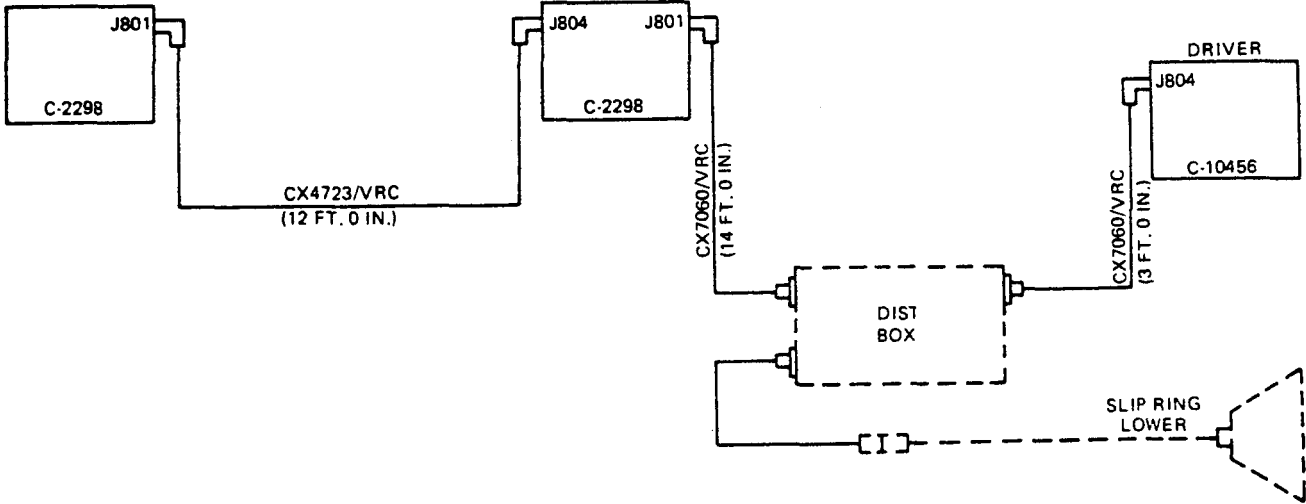 J801
C-2298
CX4723/VRC
(12 FT. 0 IN.)
J804 J801
C-2298
CX7060/VRC
(14 FT. 0 IN.)
DRIVER
J804
C-10456
CX7060/VRC
(3 FT. 0 IN.)
DIST
BOX
SLIP RING
LOWER